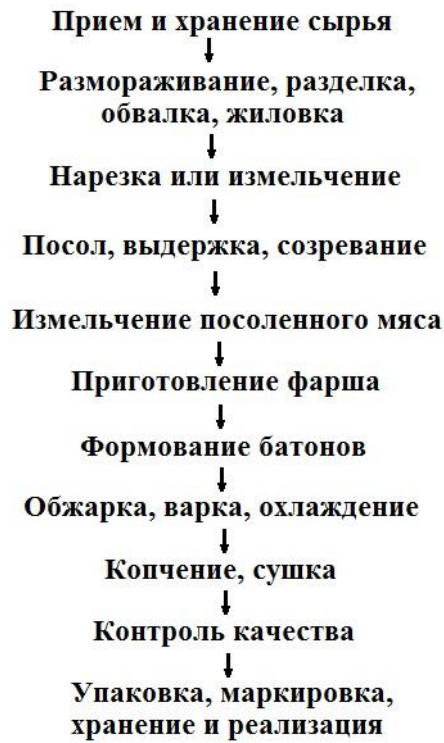 Прием и хранение сырья
Размораживание, разделка,
обвалка, жиловка
Нарезка или измельчение
Посол, выдержка, созревание
Измельчение посоленного мяса
Приготовление фарша
Формование батонов
Обжарка, варка, охлаждение
Копчение, сушка
Контроль качества
Упаковка, маркировка,
хранение и реализация